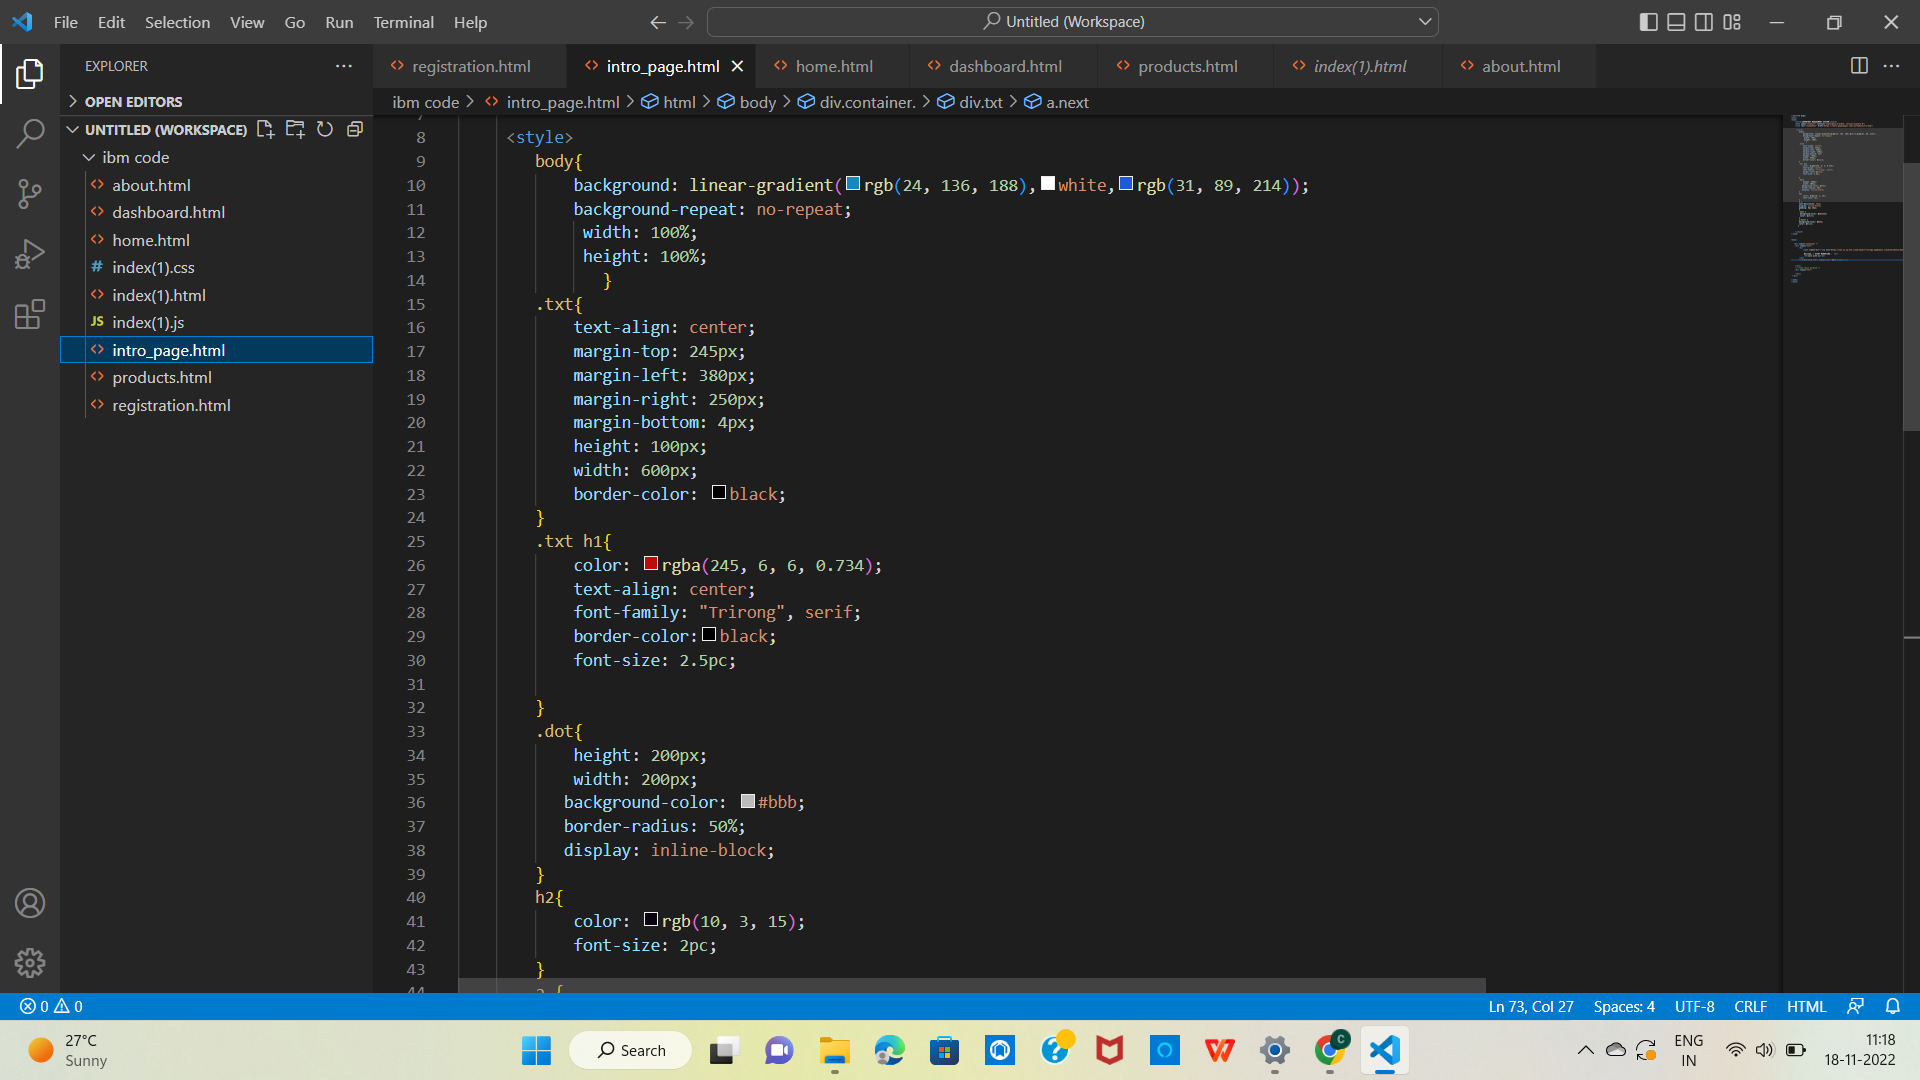 File Edit Selection View Go Run Terminal Help
Untitled (Workspace)
EXPLORER
registration.html
intro_page.html
home.html
dashboard.html
products.html
index(1).html
about.html
OPEN EDITORS
UNTITLED (WORKSPACE)
ibm code
about.html
dashboard.html
home.html
# index(1).css
index(1).html
JS index(1).js
intro_page.html
products.html
registration.html
ibm code > intro_page.html > html > body > div.container. > div.txt > a.next
8 <style>
9 body{
10 background: linear-gradient(rgb(24, 136, 188),white,rgb(31, 89, 214));
11 background-repeat: no-repeat;
12 width: 100%;
13 height: 100%;
14 }
15 .txt{
16 text-align: center;
17 margin-top: 245px;
18 margin-left: 380px;
19 margin-right: 250px;
20 margin-bottom: 4px;
21 height: 100px;
22 width: 600px;
23 border-color: black;
24 }
25 .txt h1{
26 color: rgba(245, 6, 6, 0.734);
27 text-align: center;
28 font-family: "Trirong", serif;
29 border-color:black;
30 font-size: 2.5pc;
31
32 }
33 .dot{
34 height: 200px;
35 width: 200px;
36 background-color: #bbb;
37 border-radius: 50%;
38 display: inline-block;
39 }
40 h2{
41 color: rgb(10, 3, 15);
42 font-size: 2pc;
43 }
0 0
Ln 73, Col 27 Spaces: 4 UTF-8 CRLF HTML
27°C
Sunny
Search
ENG
IN
11:18
18-11-2022